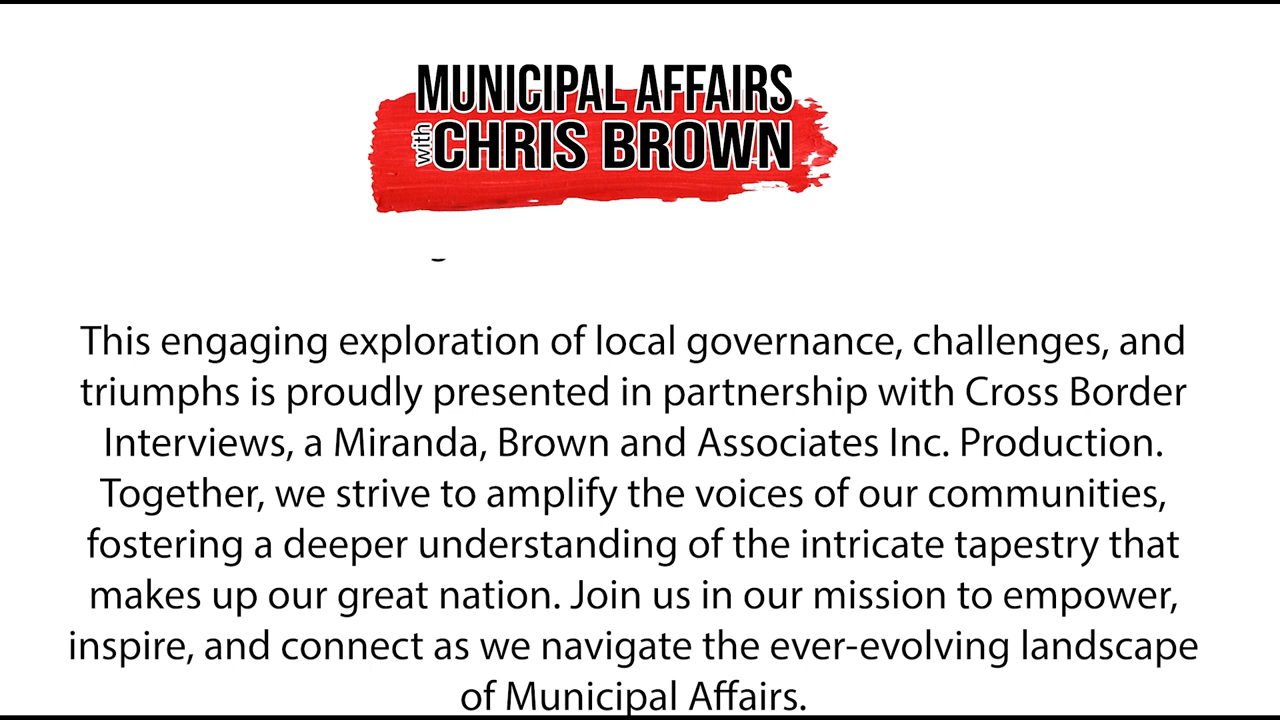 MUNICIPAL AFFAIRS
with CHRIS BROWN
This engaging exploration of local governance, challenges, and
triumphs is proudly presented in partnership with Cross Border
Interviews, a Miranda, Brown and Associates Inc. Production.
Together, we strive to amplify the voices of our communities,
fostering a deeper understanding of the intricate tapestry that
makes up our great nation. Join us in our mission to empower,
inspire, and connect as we navigate the ever-evolving landscape
of Municipal Affairs.